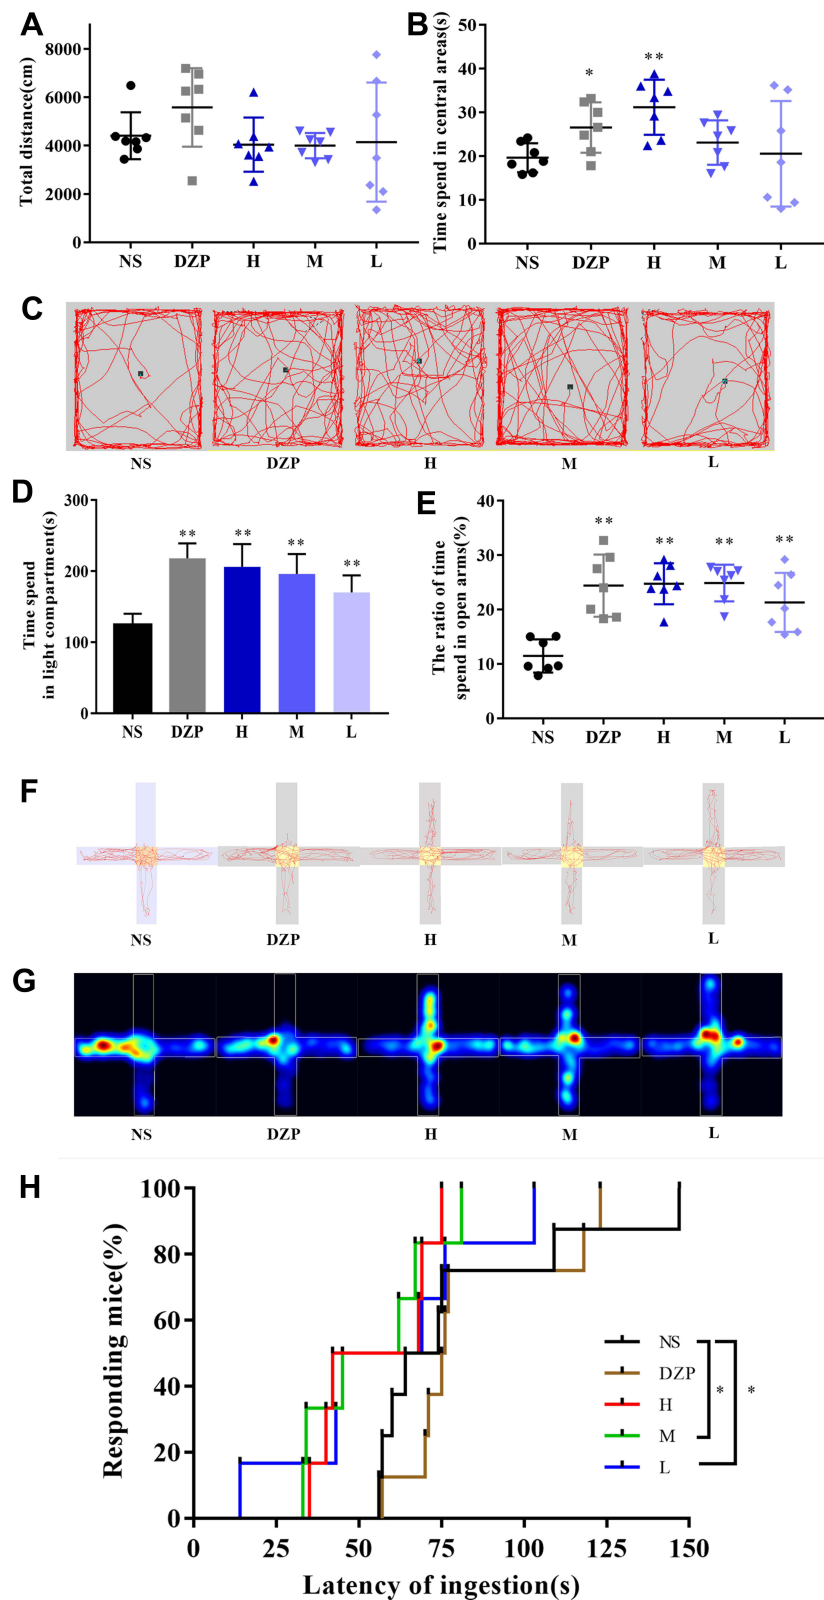 A
Total distance(cm)
8000
6000
4000
2000
0
NS DZP H M L
B
Time spend in central areas(s)
50
40
30
20
10
0
*
**
NS DZP H M L
C
NS DZP H M L
D
Time spend
in light compartment(s)
300
200
100
0
** ** ** **
NS DZP H M L
E
The ratio of time
spend in open arms(%)
40
30
20
10
0
** ** ** **
NS DZP H M L
F
NS DZP H M L
G
NS DZP H M L
H
Responding mice(%)
100
80
60
40
20
0
NS
DZP
H
M
L
* *
0 25 50 75 100 125 150
Latency of ingestion(s)